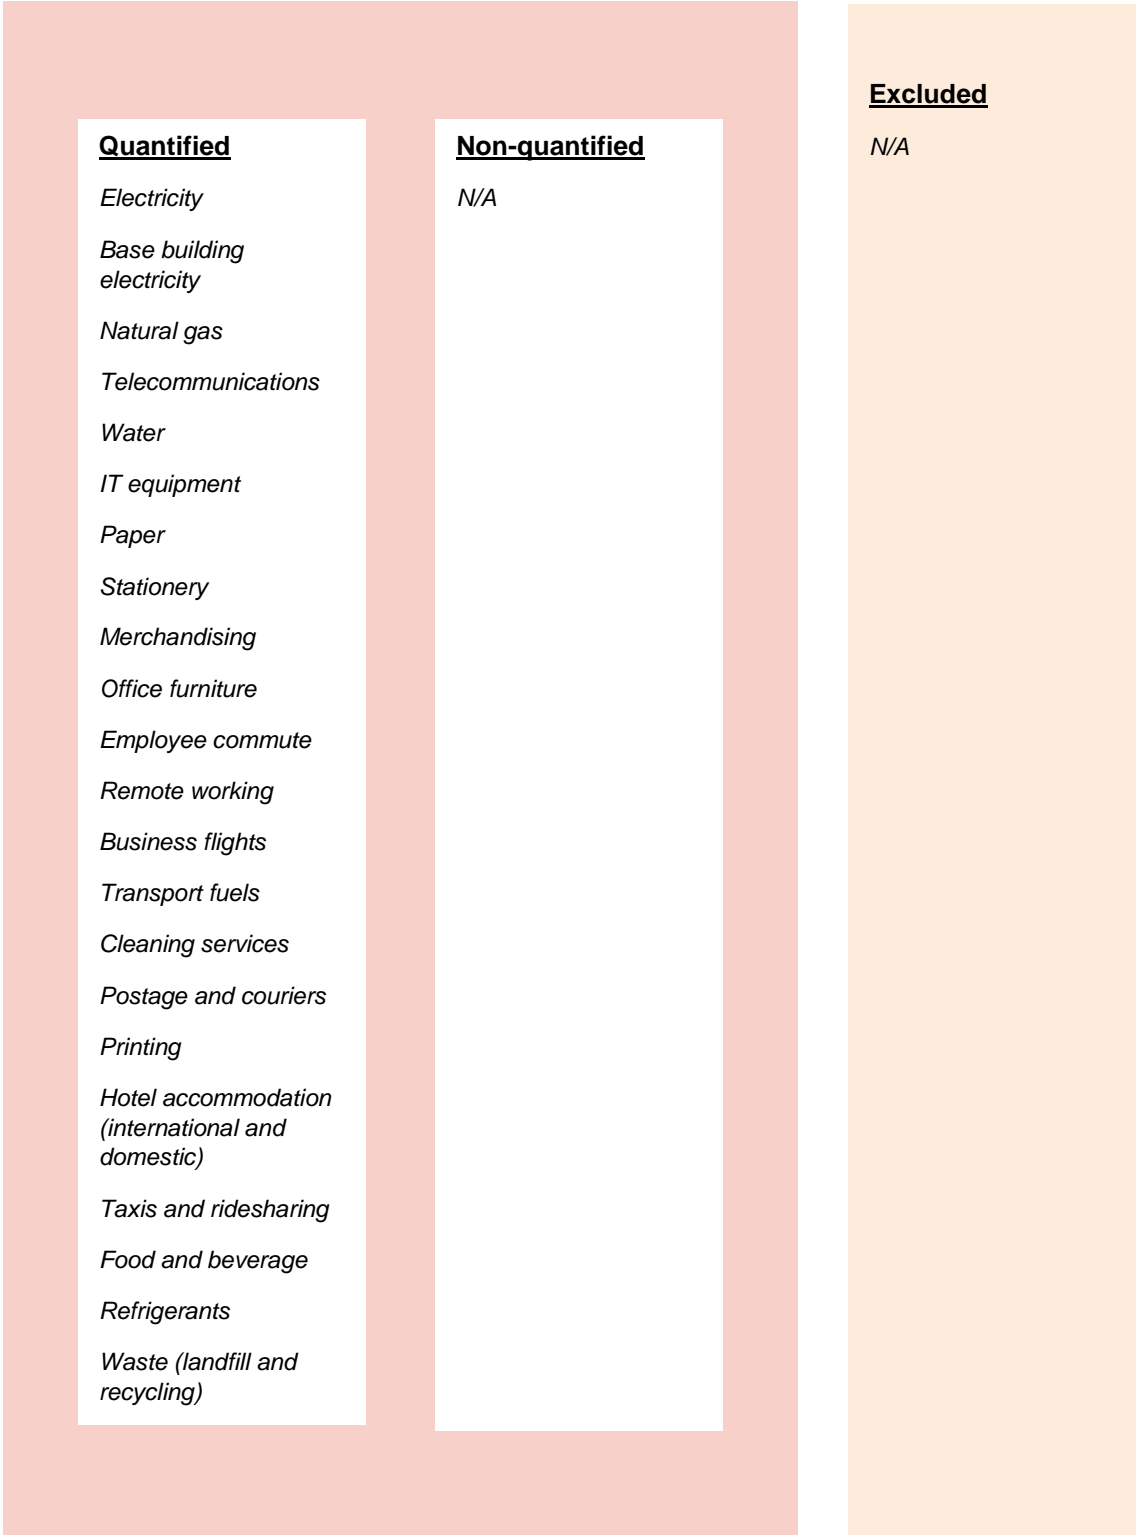 Quantified
Electricity
Base building
electricity
Natural gas
Telecommunications
Water
IT equipment
Paper
Stationery
Merchandising
Office furniture
Employee commute
Remote working
Business flights
Transport fuels
Cleaning services
Postage and couriers
Printing
Hotel accommodation
(international and
domestic)
Taxis and ridesharing
Food and beverage
Refrigerants
Waste (landfill and
recycling)
Non-quantified
N/A
Excluded
N/A